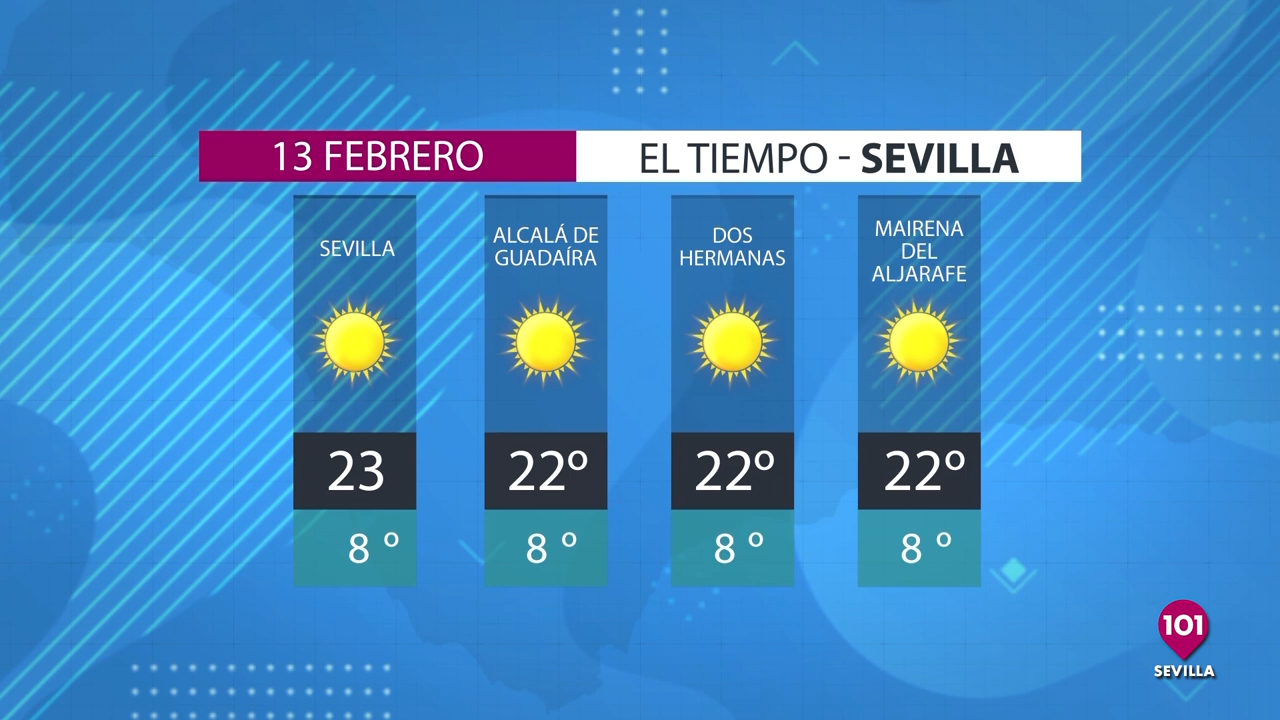 13 FEBRERO
EL TIEMPO - SEVILLA
SEVILLA
23
8 º
ALCALÁ DE
GUADAÍRA
22º
8 º
DOS
HERMANAS
22º
8 º
MAIRENA
DEL
ALJARAFE
22º
8 º
101
SEVILLA